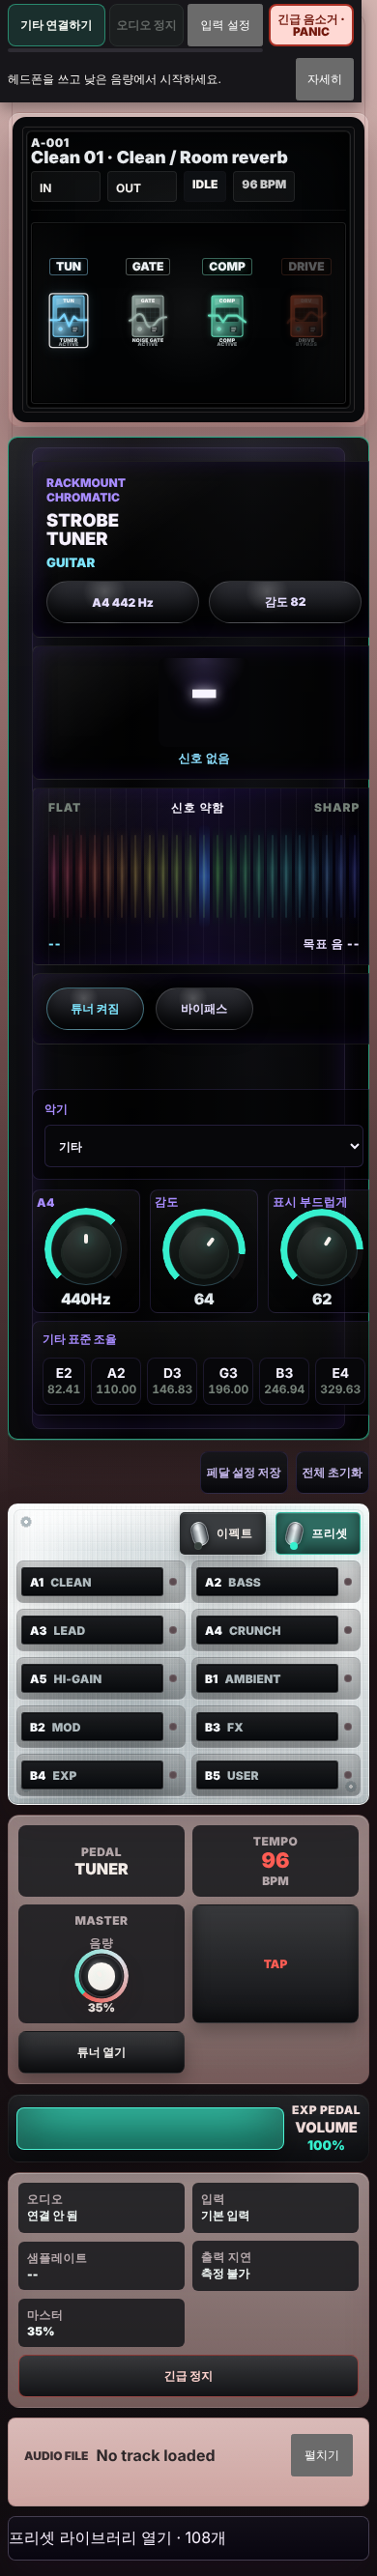 기타 연결하기
오디오 정지
입력 설정
긴급 음소거 ·
PANIC
헤드폰을 쓰고 낮은 음량에서 시작하세요.
자세히
A-001
Clean 01 · Clean / Room reverb
IN
OUT
IDLE
96 BPM
TUN
GATE
COMP
DRIVE
TUN
GATE
COMP
TUNER
ACTIVE
NOISE GATE
ACTIVE
COMP
ACTIVE
DRIVE
BYPASS
RACKMOUNT
CHROMATIC
STROBE
TUNER
GUITAR
A4 442 Hz
감도 82
신호 없음
FLAT
신호 약함
SHARP
--
목표 음 --
튜너 켜짐
바이패스
악기
기타
A4
감도
표시 부드럽게
440Hz
64
62
기타 표준 조율
E2
A2
D3
G3
B3
E4
82.41
110.00
146.83
196.00
246.94
329.63
페달 설정 저장
전체 초기화
이펙트
프리셋
A1 CLEAN
A2 BASS
A3 LEAD
A4 CRUNCH
A5 HI-GAIN
B1 AMBIENT
B2 MOD
B3 FX
B4 EXP
B5 USER
PEDAL
TUNER
TEMPO
96
BPM
MASTER
음량
35%
TAP
튜너 열기
EXP PEDAL
VOLUME
100%
오디오
연결 안 됨
입력
기본 입력
샘플레이트
--
출력 지연
측정 불가
마스터
35%
긴급 정지
AUDIO FILE No track loaded
펼치기
프리셋 라이브러리 열기 · 108개